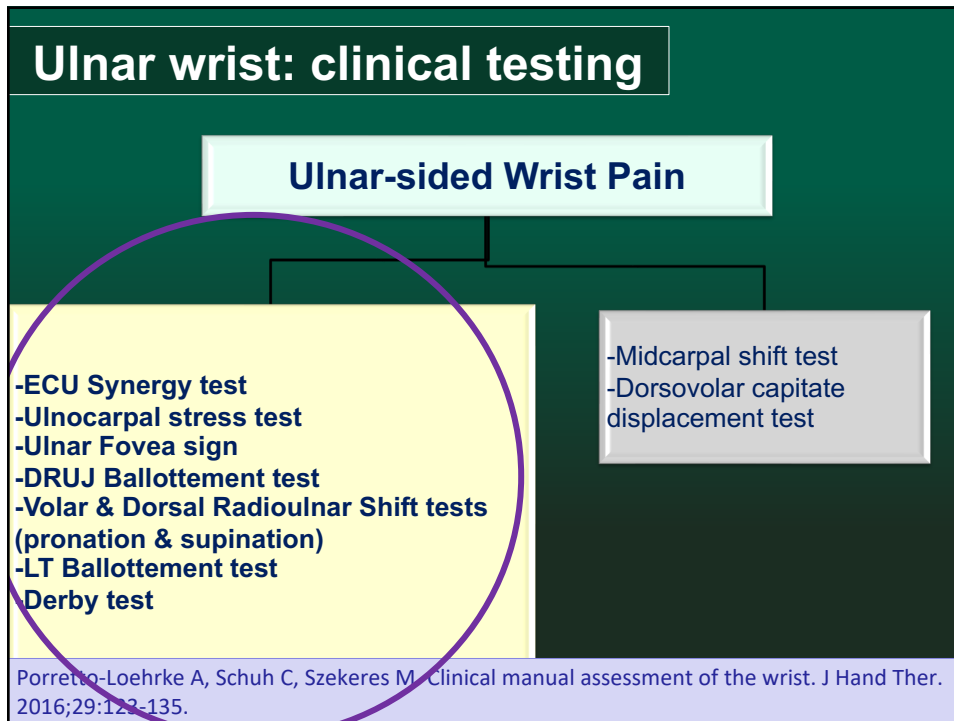 Ulnar wrist: clinical testing
Ulnar-sided Wrist Pain
-ECU Synergy test
-Ulnocarpal stress test
-Ulnar Fovea sign
-DRUJ Ballottement test
-Volar & Dorsal Radioulnar Shift tests
(pronation & supination)
-LT Ballottement test
-Derby test
-Midcarpal shift test
-Dorsovolar capitate
displacement test
Porretto-Loehrke A, Schuh C, Szekeres M. Clinical manual assessment of the wrist. J Hand Ther.
2016;29:123-135.